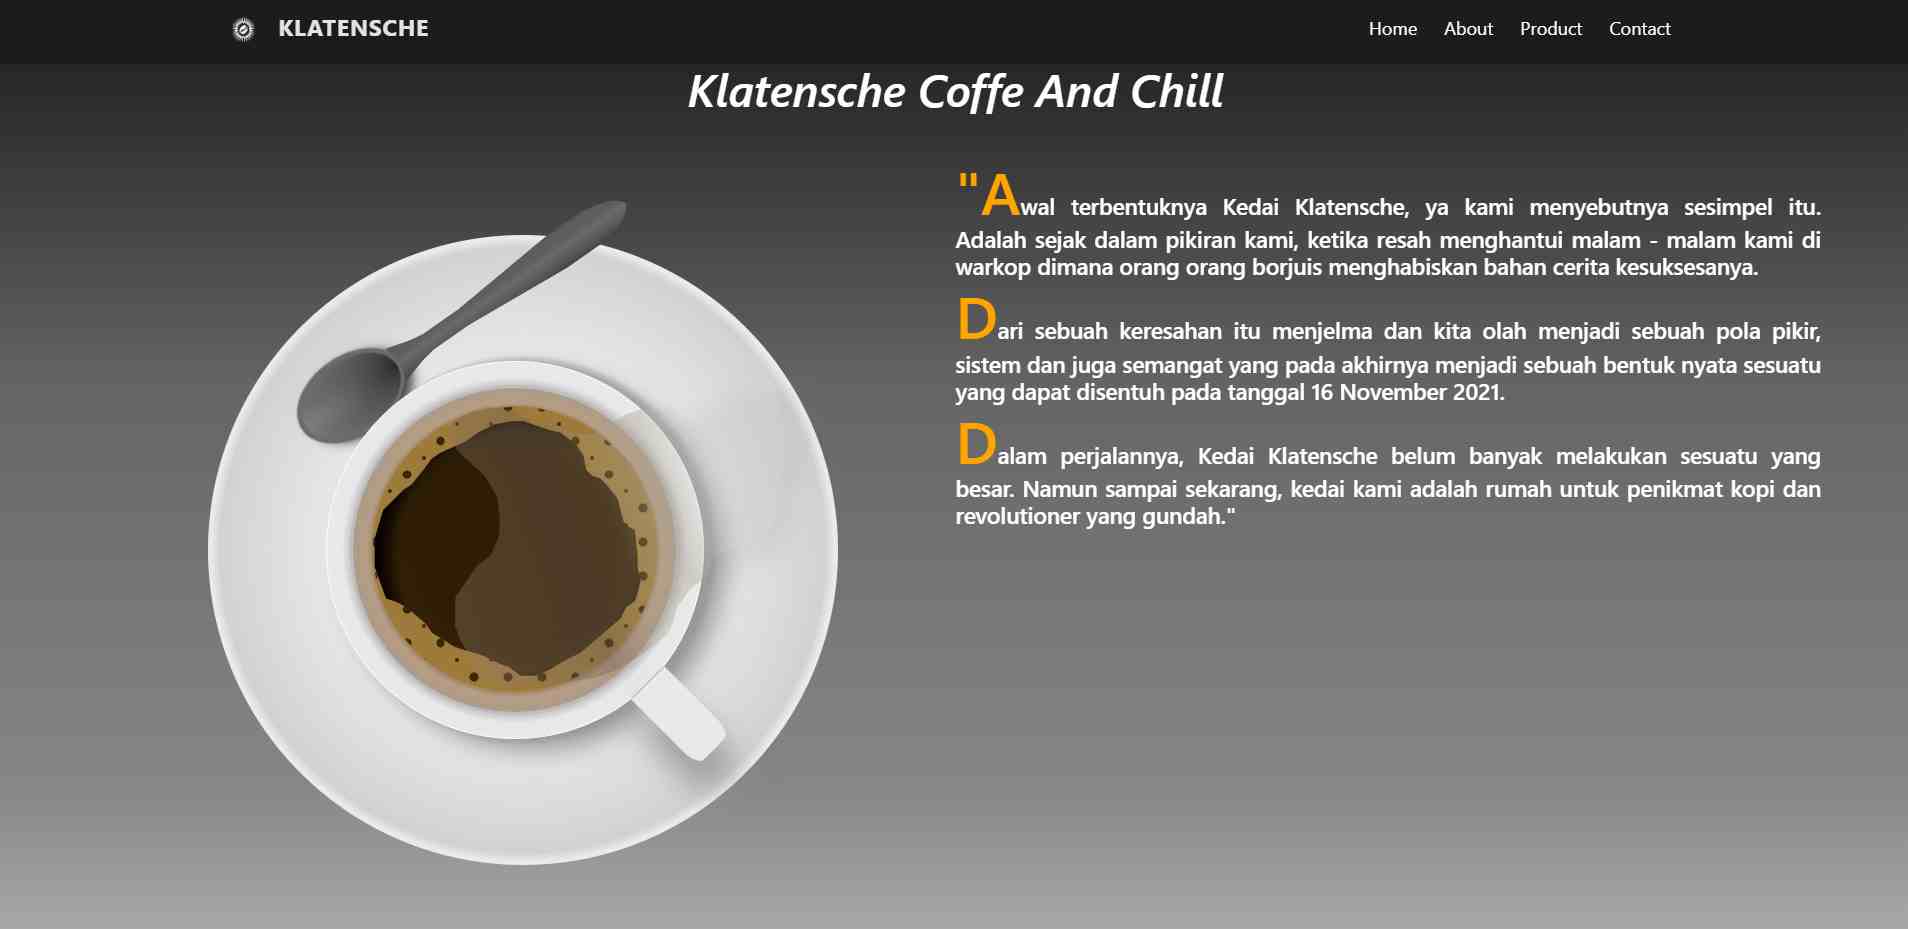 KLATENSCHE
Home About Product Contact
Klatensche Coffe And Chill
"Awal terbentuknya Kedai Klatensche, ya kami menyebutnya sesimpel itu.
Adalah sejak dalam pikiran kami, ketika resah menghantui malam - malam kami di
warkop dimana orang orang borjuis menghabiskan bahan cerita kesuksesanya.
Dari sebuah keresahan itu menjelma dan kita olah menjadi sebuah pola pikir,
sistem dan juga semangat yang pada akhirnya menjadi sebuah bentuk nyata sesuatu
yang dapat disentuh pada tanggal 16 November 2021.
Dalam perjalannya, Kedai Klatensche belum banyak melakukan sesuatu yang
besar. Namun sampai sekarang, kedai kami adalah rumah untuk penikmat kopi dan
revolutioner yang gundah."